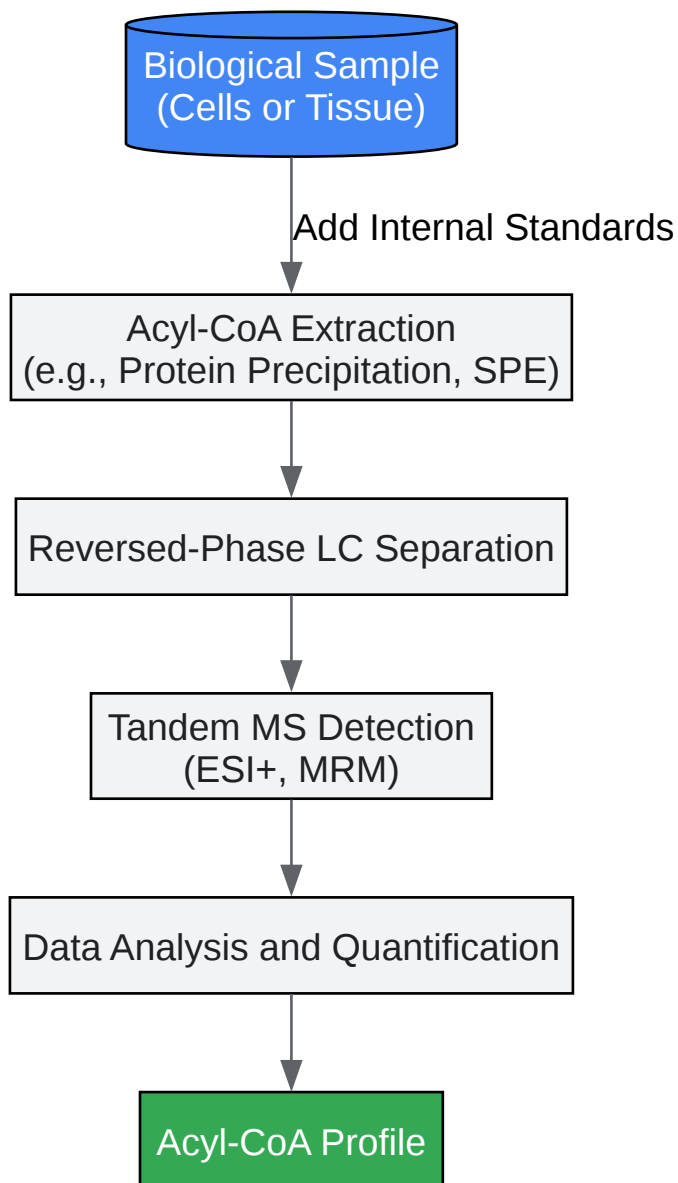 Biological Sample
(Cells or Tissue)
Add Internal Standards
Acyl-CoA Extraction
(e.g., Protein Precipitation, SPE)
Reversed-Phase LC Separation
Tandem MS Detection
(ESI+, MRM)
Data Analysis and Quantification
Acyl-CoA Profile